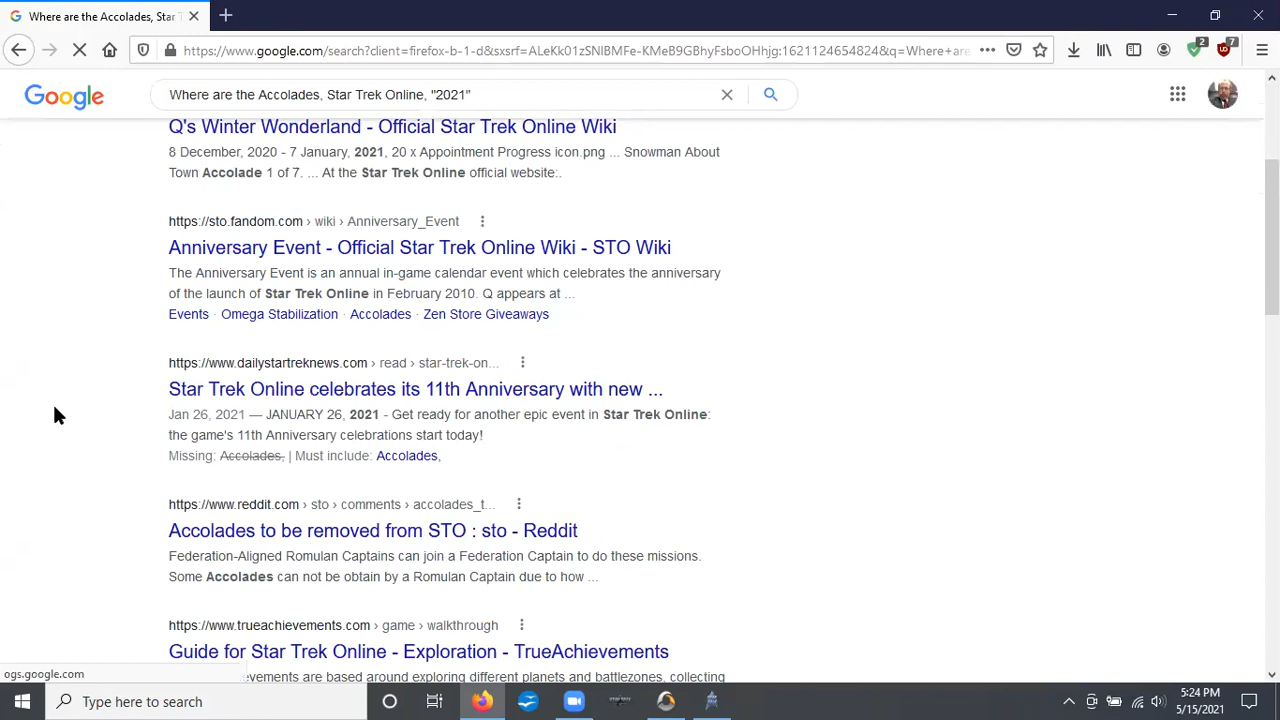 Where are the Accolades, Star T
https://www.google.com/search?client=firefox-b-1-d&sxsrf=ALeKk01zSNIBMFe-KMeB9GBhyFsboOHhjg:1621124654824&q=Where+are
2
7
Google
Where are the Accolades, Star Trek Online, "2021"
Q's Winter Wonderland - Official Star Trek Online Wiki
8 December, 2020 - 7 January, 2021, 20 x Appointment Progress icon.png ... Snowman About
Town Accolade 1 of 7. ... At the Star Trek Online official website:.
https://sto.fandom.com › wiki › Anniversary_Event
Anniversary Event - Official Star Trek Online Wiki - STO Wiki
The Anniversary Event is an annual in-game calendar event which celebrates the anniversary
of the launch of Star Trek Online in February 2010. Q appears at ...
Events · Omega Stabilization · Accolades · Zen Store Giveaways
https://www.dailystartreknews.com › read › star-trek-on...
Star Trek Online celebrates its 11th Anniversary with new ...
Jan 26, 2021 — JANUARY 26, 2021 - Get ready for another epic event in Star Trek Online:
the game's 11th Anniversary celebrations start today!
Missing: Accolades, | Must include: Accolades,
https://www.reddit.com › sto › comments › accolades_t...
Accolades to be removed from STO : sto - Reddit
Federation-Aligned Romulan Captains can join a Federation Captain to do these missions.
Some Accolades can not be obtain by a Romulan Captain due to how ...
https://www.trueachievements.com › game › walkthrough
Guide for Star Trek Online - Exploration - TrueAchievements
evements are based around exploring different planets and battlezones, collecting
ogs.google.com
Type here to search
5:24 PM
5/15/2021